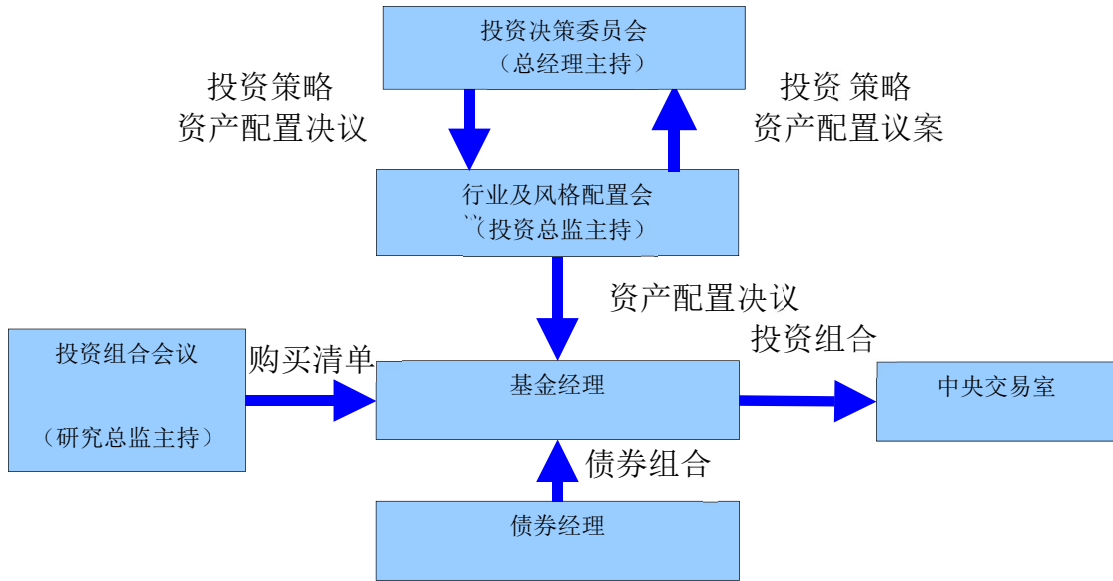 投资决策委员会
（总经理主持）
投资策略
资产配置决议
投资 策略
资产配置议案
行业及风格配置会
（投资总监主持）
资产配置决议
投资组合会议
（研究总监主持）
购买清单
基金经理
投资组合
中央交易室
债券组合
债券经理